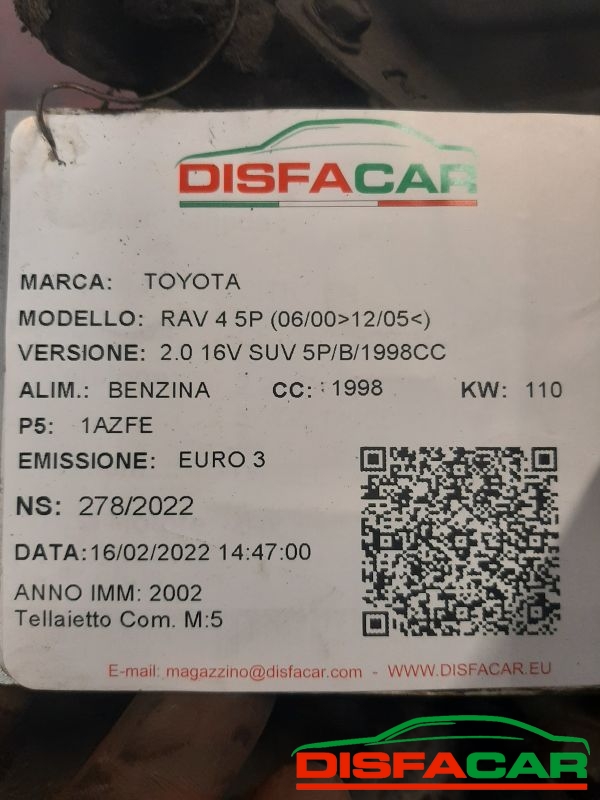 DISFACAR
MARCA: TOYOTA
MODELLO: RAV 4 5P (06/00>12/05<)
VERSIONE: 2.0 16V SUV 5P/B/1998CC
ALIM.: BENZINA CC: 1998 KW: 110
P5: 1AZFE
EMISSIONE: EURO 3
NS: 278/2022
DATA:16/02/2022 14:47:00
ANNO IMM: 2002
Tellaietto Com. M:5
E-mail: magazzino@disfacar.com - WWW.DISFACAR.EU
DISFACAR